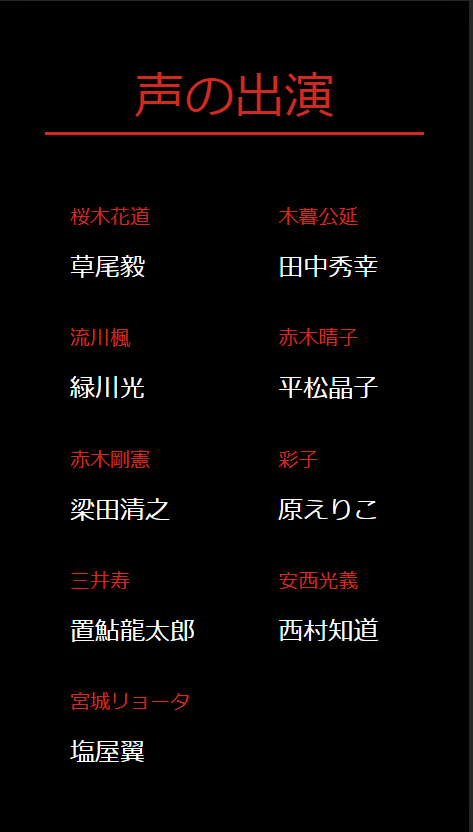 声の出演
桜木花道
草尾毅
流川楓
緑川光
赤木剛憲
梁田清之
三井寿
置鮎龍太郎
宮城リョータ
塩屋翼
木暮公延
田中秀幸
赤木晴子
平松晶子
彩子
原えりこ
安西光義
西村知道